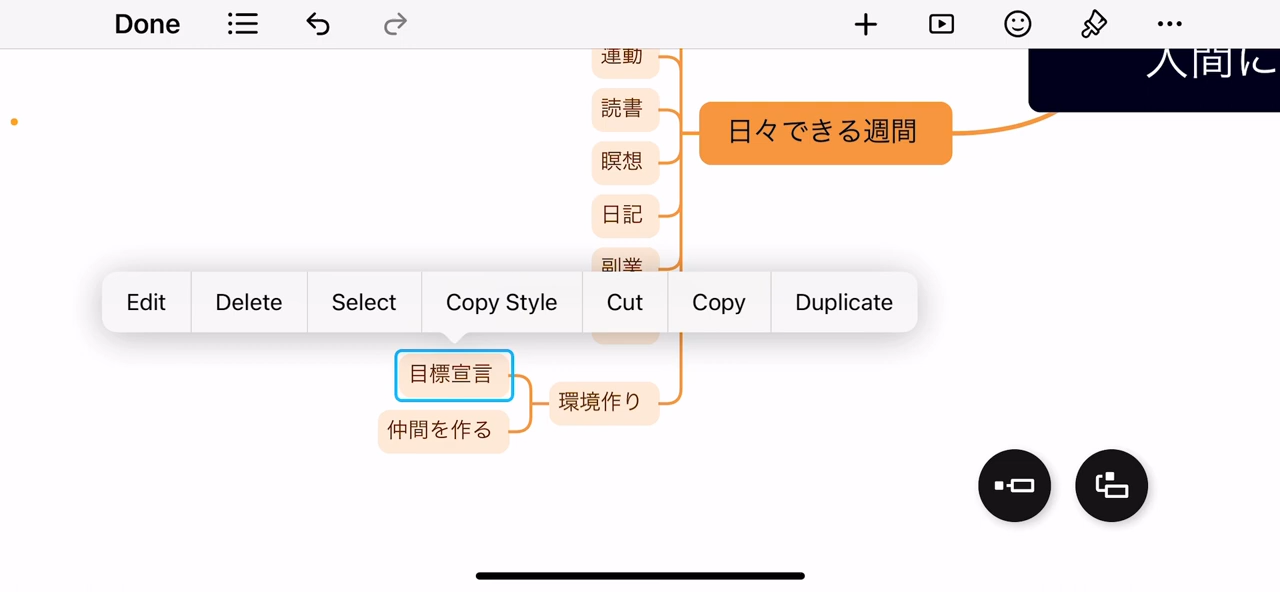 Done
人間に
運動
読書
日々できる週間
瞑想
日記
副業
Edit
Delete
Select
Copy Style
Cut
Copy
Duplicate
目標宣言
環境作り
仲間を作る